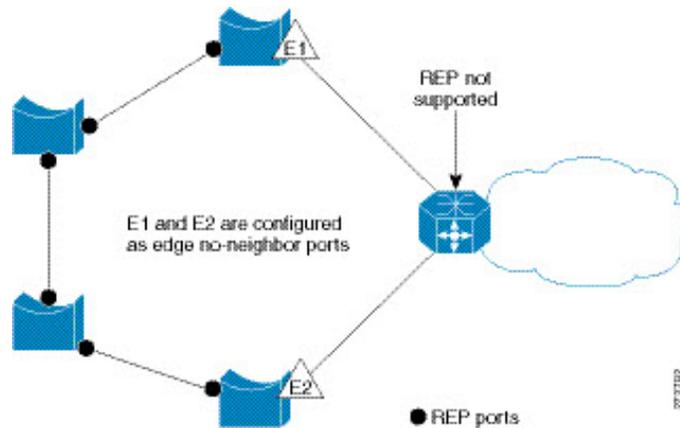 E1
REP not
supported
E1 and E2 are configured
as edge no-neighbor ports
E2
REP ports